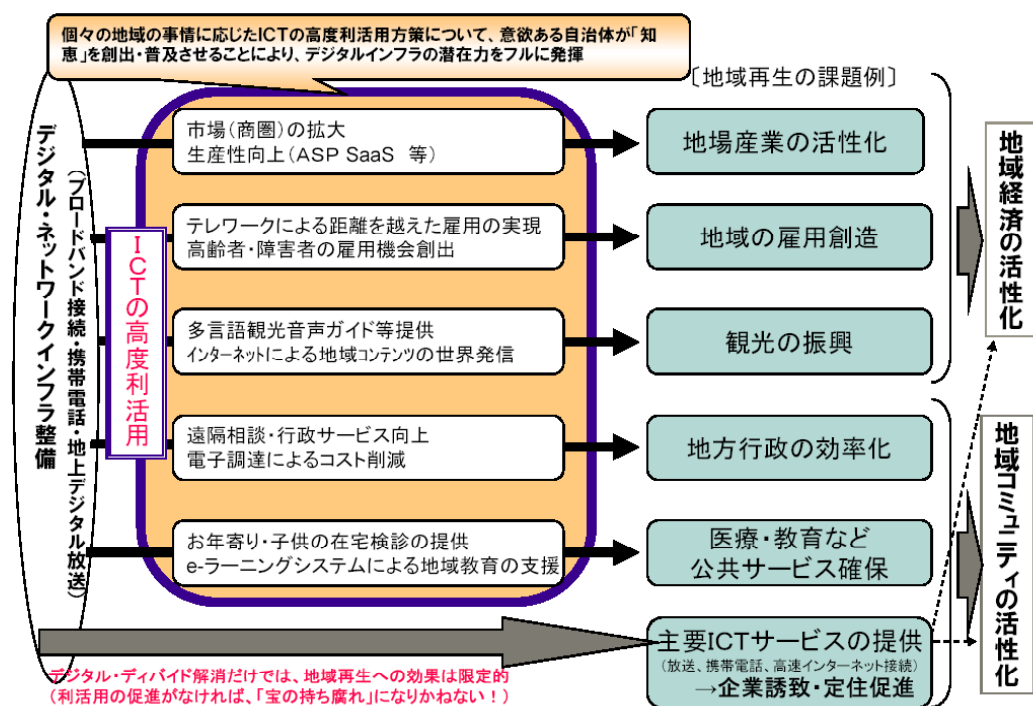 個々の地域の事情に応じたICTの高度利活用方策について、意欲ある自治体が「知
恵」を創出・普及させることにより、デジタルインフラの潜在力をフルに発揮
〔地域再生の課題例〕
デジタル・ネットワークインフラ整備
(ブロードバンド接続・携帯電話・地上デジタル放送)
ICTの高度利活用
市場(商圏)の拡大
生産性向上(ASP SaaS 等)
地場産業の活性化
テレワークによる距離を越えた雇用の実現
高齢者・障害者の雇用機会創出
地域の雇用創造
多言語観光音声ガイド等提供
インターネットによる地域コンテンツの世界発信
観光の振興
遠隔相談・行政サービス向上
電子調達によるコスト削減
地方行政の効率化
お年寄り・子供の在宅検診の提供
e-ラーニングシステムによる地域教育の支援
医療・教育など
公共サービス確保
主要ICTサービスの提供
(放送、携帯電話、高速インターネット接続)
→企業誘致・定住促進
地域経済の活性化
地域コミュニティの活性化
デジタル・ディバイド解消だけでは、地域再生への効果は限定的
(利活用の促進がなければ、「宝の持ち腐れ」になりかねない!)